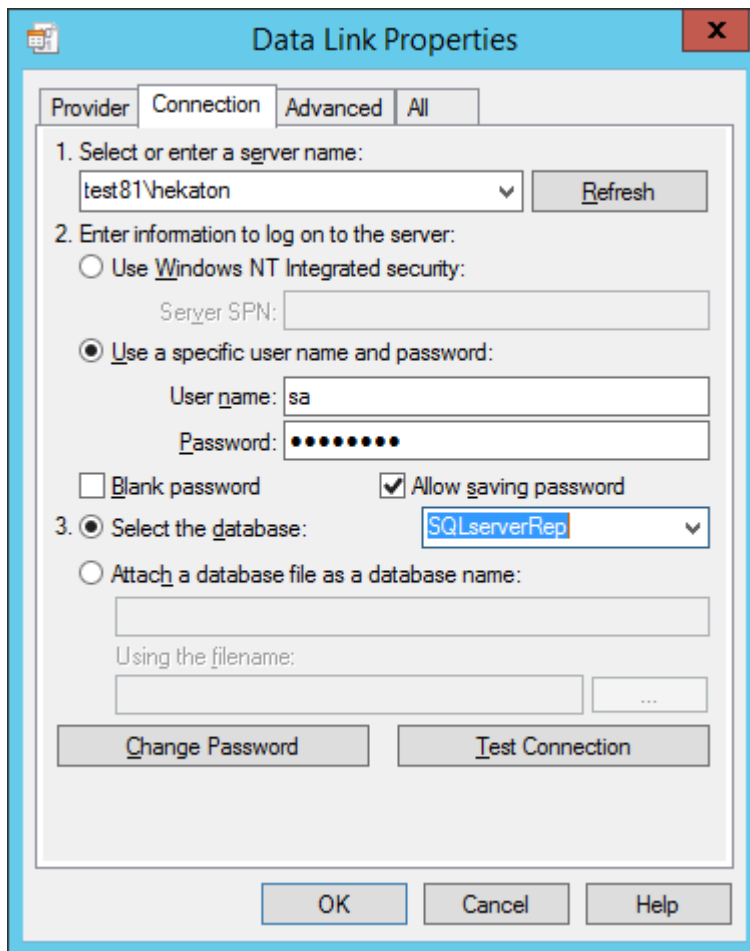 Data Link Properties
x
Provider Connection Advanced All
1. Select or enter a server name:
test81\hekaton Refresh
2. Enter information to log on to the server:
Use Windows NT Integrated security:
Server SPN:
Use a specific user name and password:
User name: sa
Password: ●●●●●●●●
Blank password Allow saving password
3. Select the database: SQLserverRep
Attach a database file as a database name:
Using the filename:
...
Change Password Test Connection
OK Cancel Help